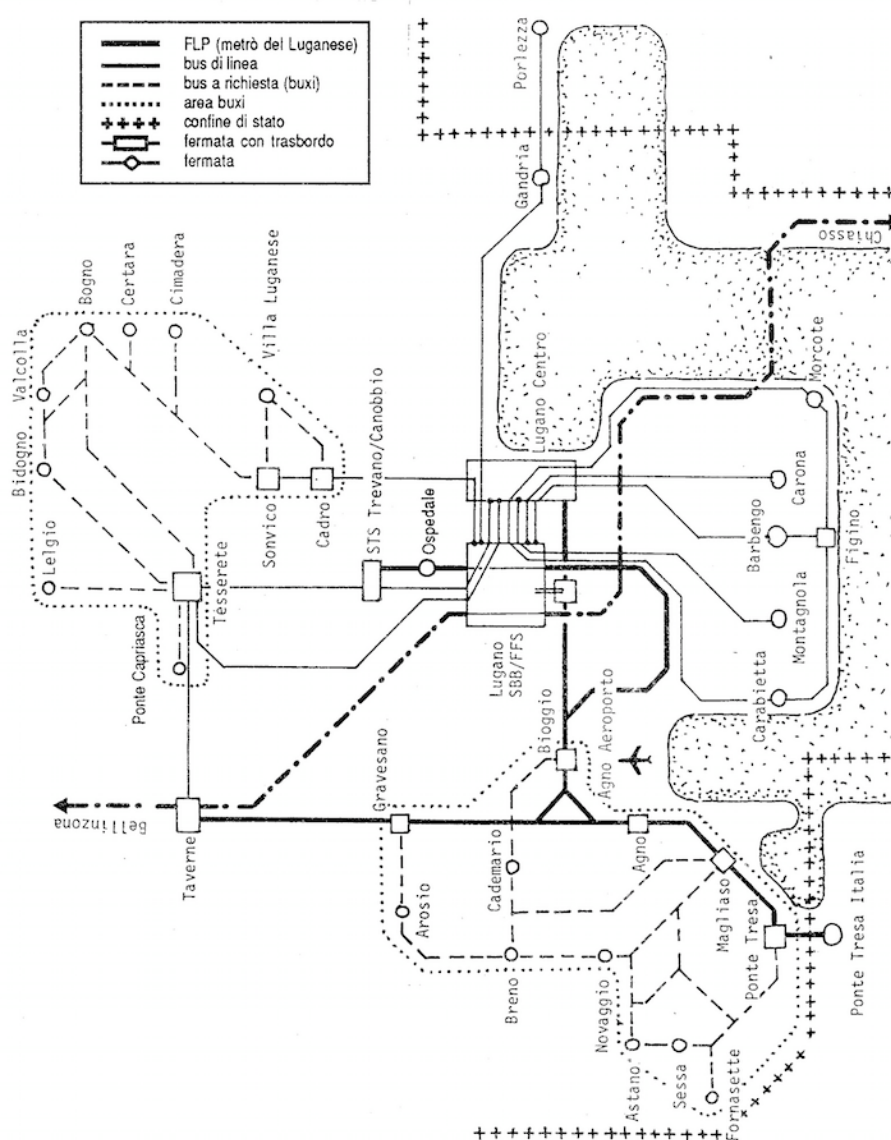 FLP (metrò del Luganese)
bus di linea
bus a richiesta (buxi)
area buxi
confine di stato
fermata con trasbordo
fermata
Porlezza
Gandria
Chiasso
Valcolla
Bogno
Certara
Cimadera
Villa Luganese
Bidogno
Lelgio
Sonvico
Cadro
STS Trevano/Canobbio
Ospedale
Lugano Centro
Morcote
Carona
Tésserete
Ponte Capriasca
Barbengo
Figino
Lugano
SBB/FFS
Montagnola
Carabietta
Bellinzona
Taverne
Gravesano
Bioggio
Agno Aeroporto
Arosio
Cademario
Agno
Magliaso
Breno
Novaggio
Ponte Tresa
Ponte Tresa Italia
Astano
Sessa
Fornasette